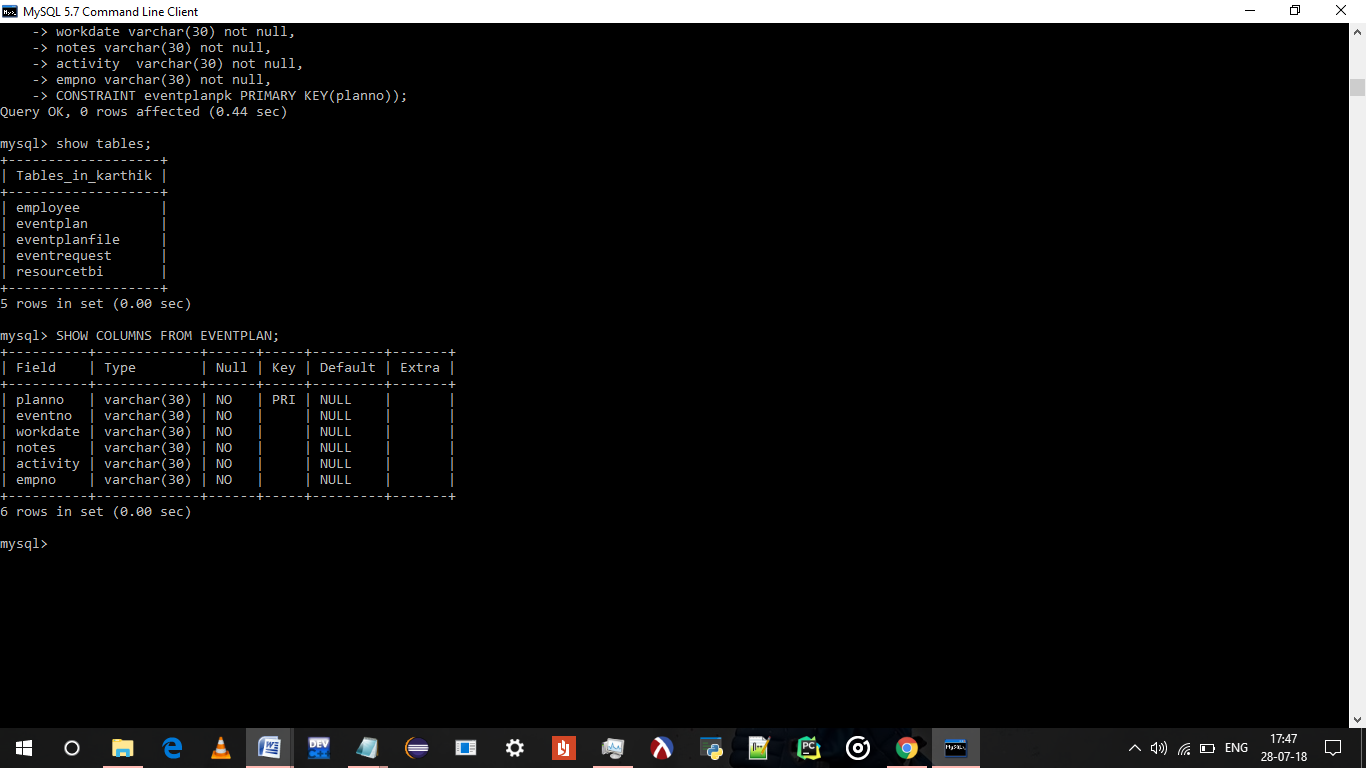 MySQL 5.7 Command Line Client
    -> workdate varchar(30) not null,
    -> notes varchar(30) not null,
    -> activity  varchar(30) not null,
    -> empno varchar(30) not null,
    -> CONSTRAINT eventplanpk PRIMARY KEY(planno));
Query OK, 0 rows affected (0.44 sec)
mysql> show tables;
+-------------------+
| Tables_in_karthik |
+-------------------+
| employee          |
| eventplan         |
| eventplanfile     |
| eventrequest      |
| resourcetbi       |
+-------------------+
5 rows in set (0.00 sec)
mysql> SHOW COLUMNS FROM EVENTPLAN;
+----------+-------------+------+-----+---------+-------+
| Field    | Type        | Null | Key | Default | Extra |
+----------+-------------+------+-----+---------+-------+
| planno   | varchar(30) | NO   | PRI | NULL    |       |
| eventno  | varchar(30) | NO   |     | NULL    |       |
| workdate | varchar(30) | NO   |     | NULL    |       |
| notes    | varchar(30) | NO   |     | NULL    |       |
| activity | varchar(30) | NO   |     | NULL    |       |
| empno    | varchar(30) | NO   |     | NULL    |       |
+----------+-------------+------+-----+---------+-------+
6 rows in set (0.00 sec)
mysql>
W DEV PC MySQL ENG 17:47
28-07-18